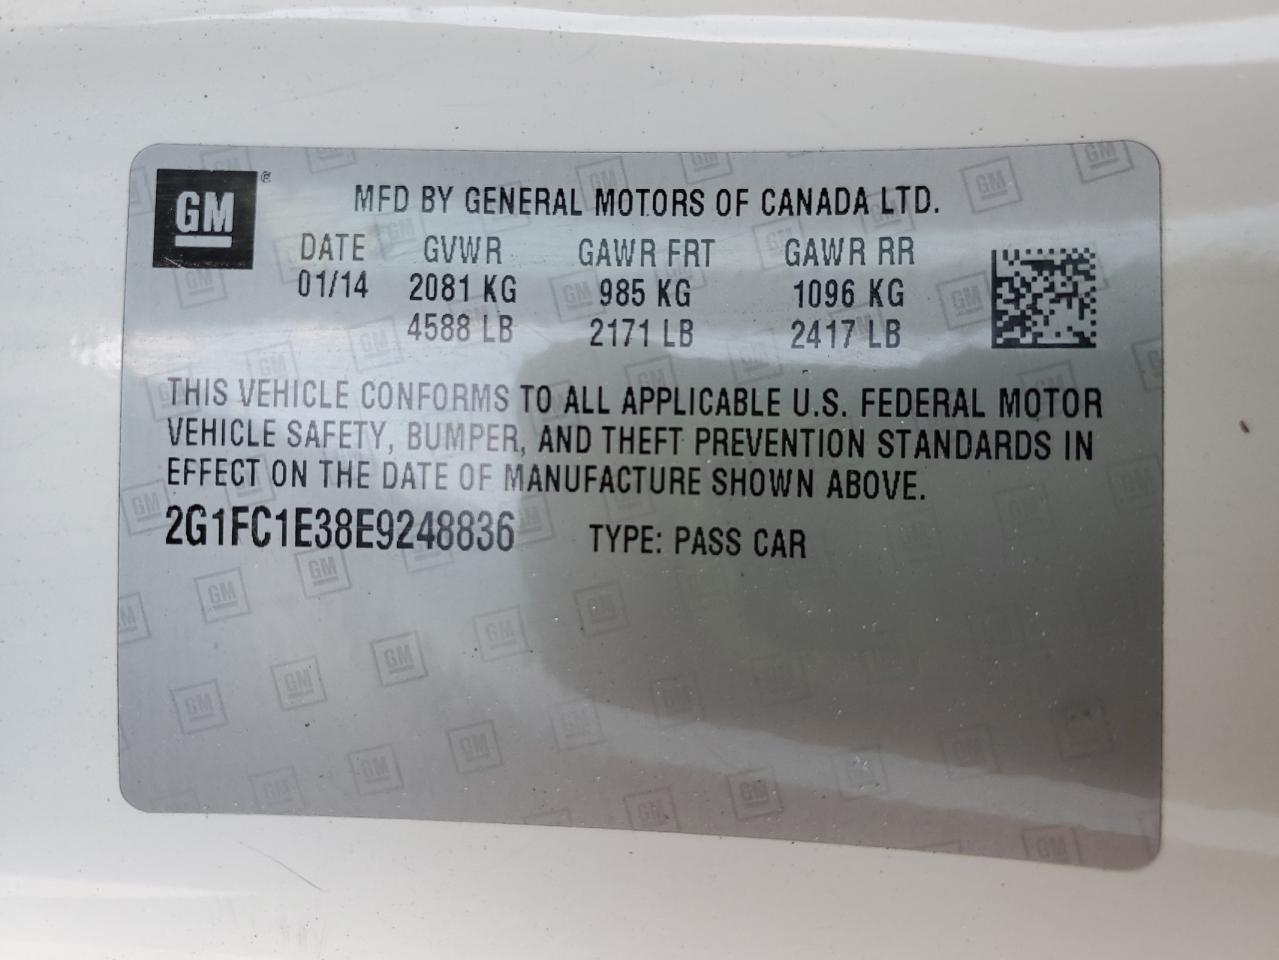 GM ®
MFD BY GENERAL MOTORS OF CANADA LTD.
DATE GVWR GAWR FRT GAWR RR
01/14 2081 KG 985 KG 1096 KG
4588 LB 2171 LB 2417 LB
THIS VEHICLE CONFORMS TO ALL APPLICABLE U.S. FEDERAL MOTOR
VEHICLE SAFETY, BUMPER, AND THEFT PREVENTION STANDARDS IN
EFFECT ON THE DATE OF MANUFACTURE SHOWN ABOVE.
2G1FC1E38E9248836 TYPE: PASS CAR